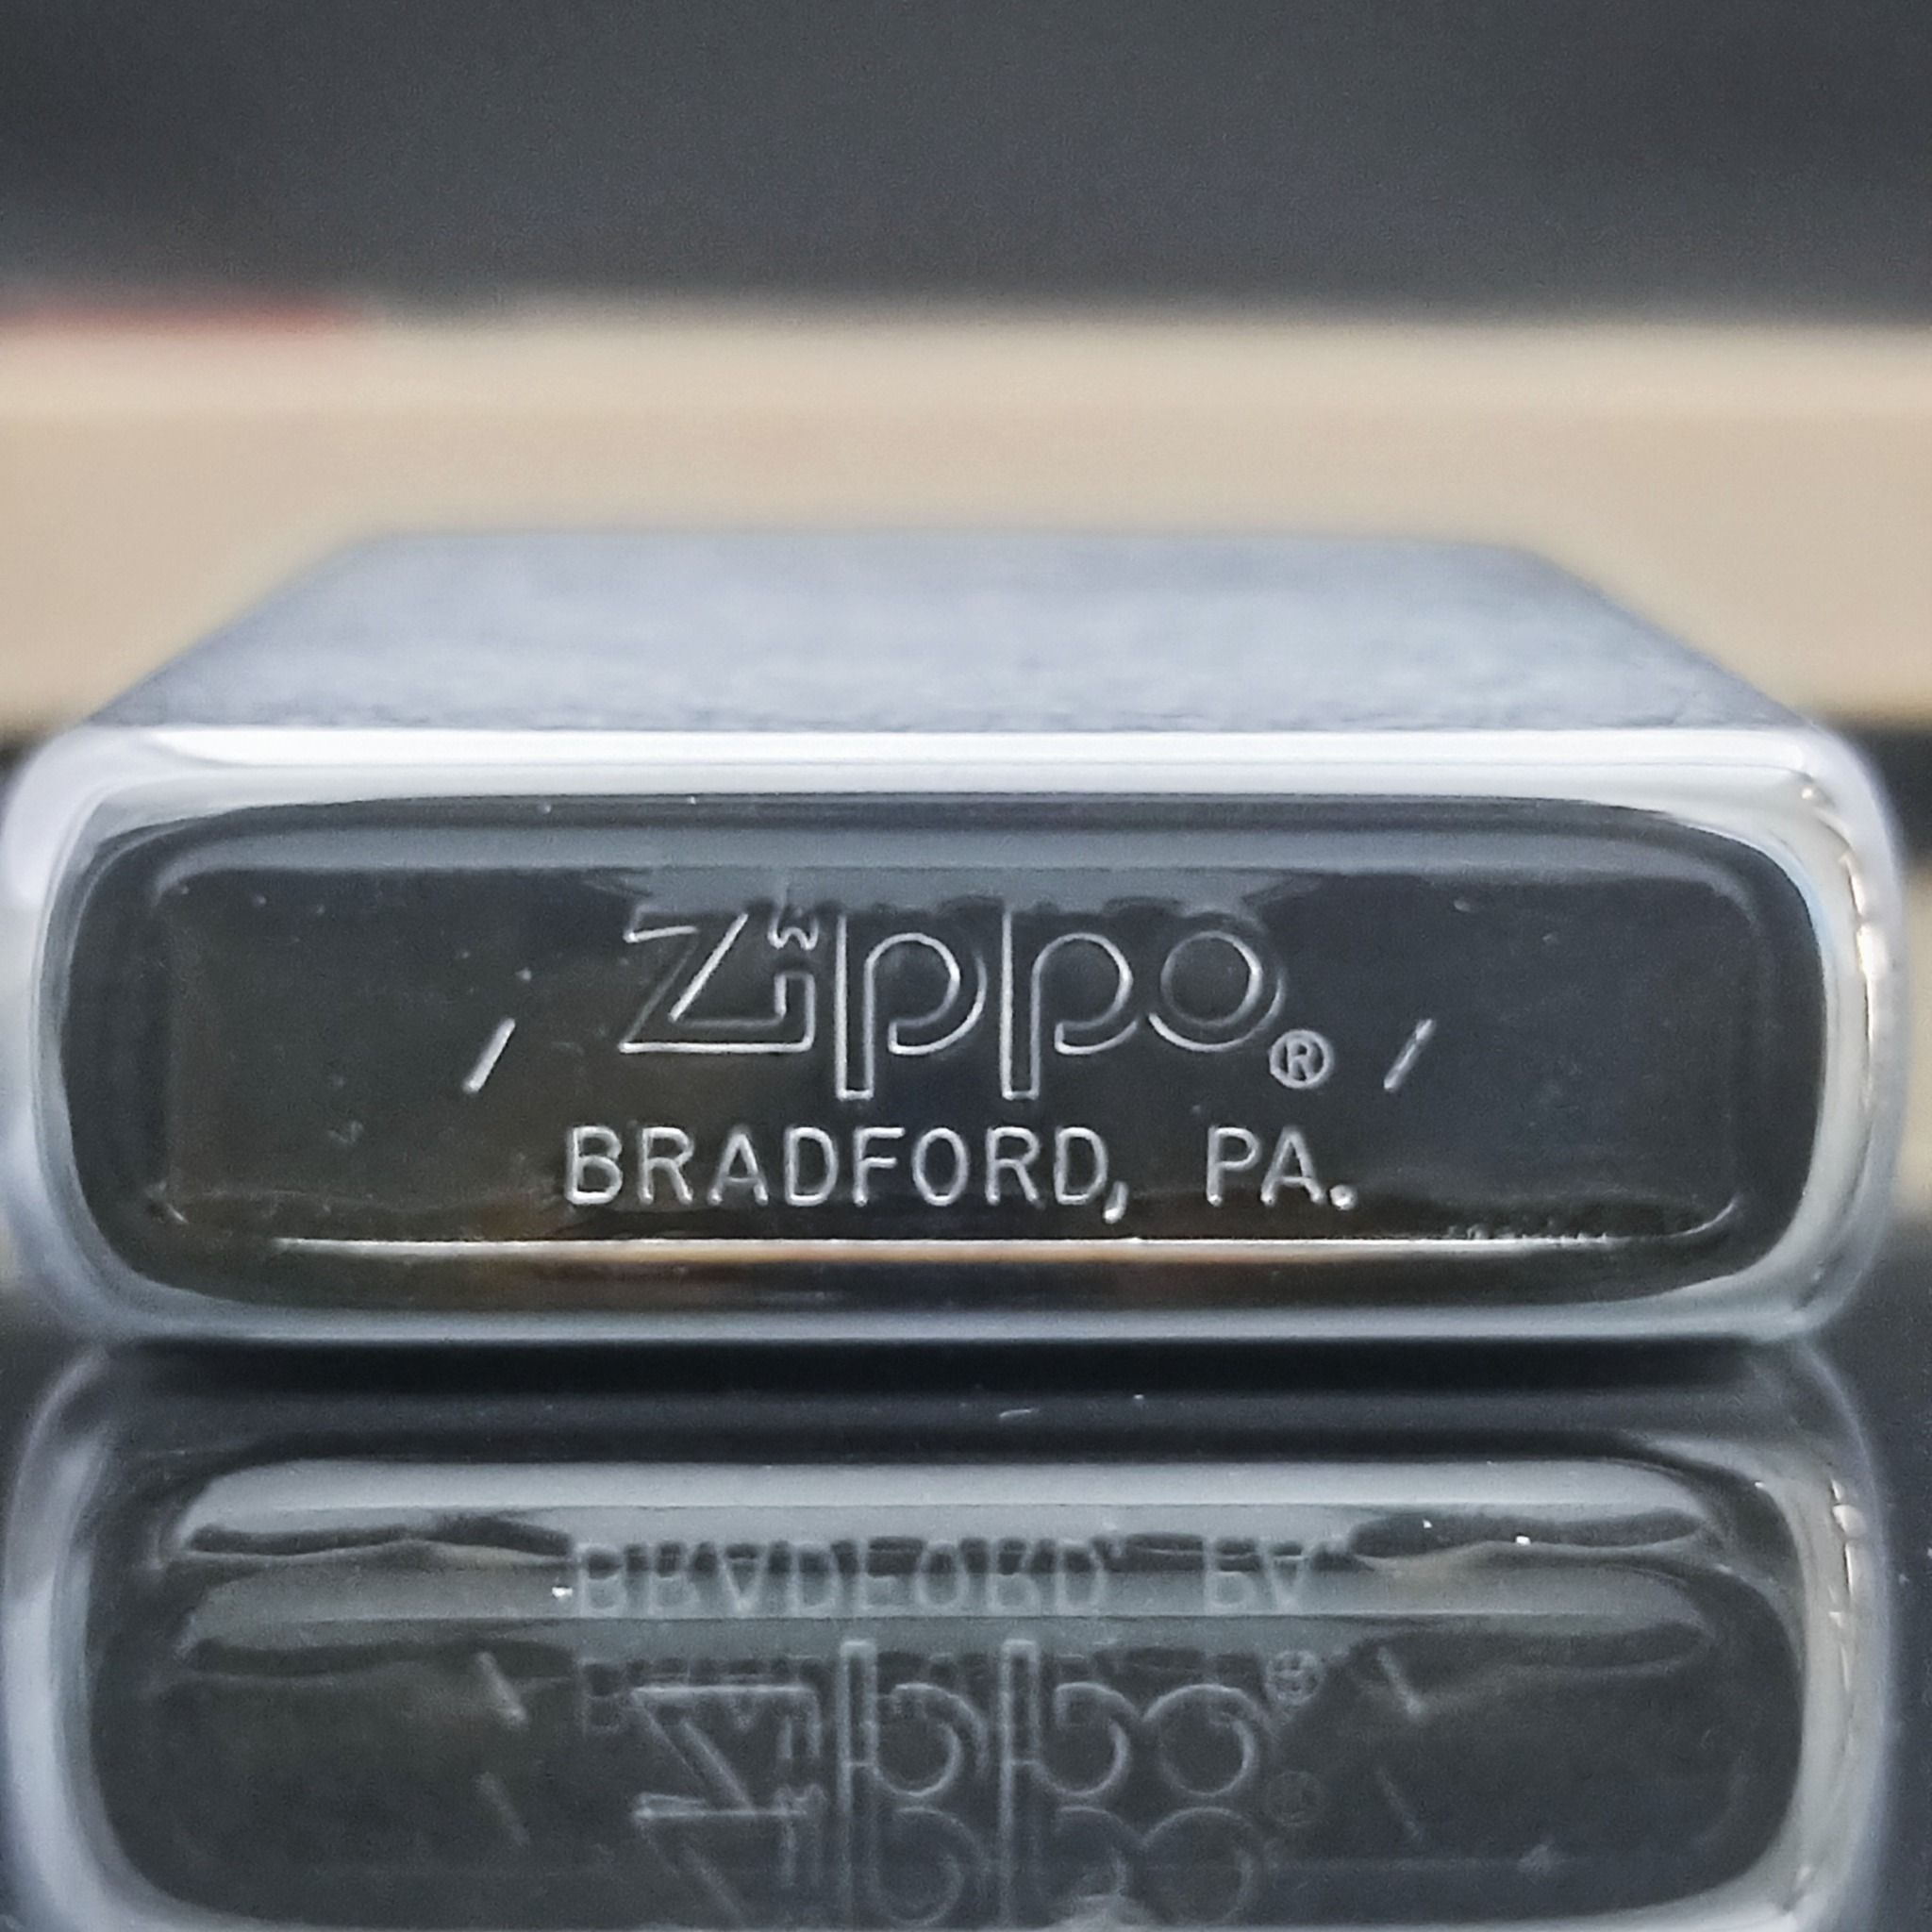 / Zippo® /
BRADFORD, PA.